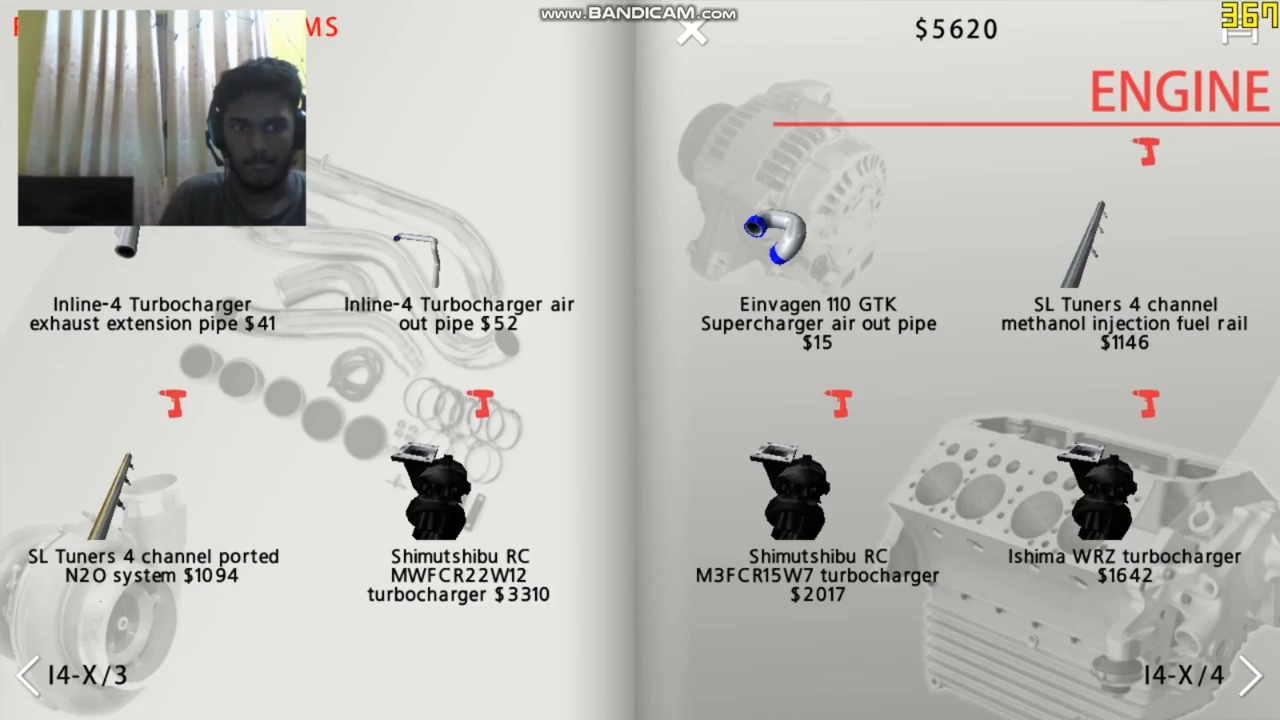 www.BANDICAM.com
MS
$5620
367
ENGINE
Inline-4 Turbocharger
exhaust extension pipe $41
Inline-4 Turbocharger air
out pipe $52
Einvagen 110 GTK
Supercharger air out pipe
$15
SL Tuners 4 channel
methanol injection fuel rail
$1146
SL Tuners 4 channel ported
N2O system $1094
Shimutshibu RC
MWFCR22W12
turbocharger $3310
Shimutshibu RC
M3FCR15W7 turbocharger
$2017
Ishima WRZ turbocharger
$1642
I4-X/3
I4-X/4